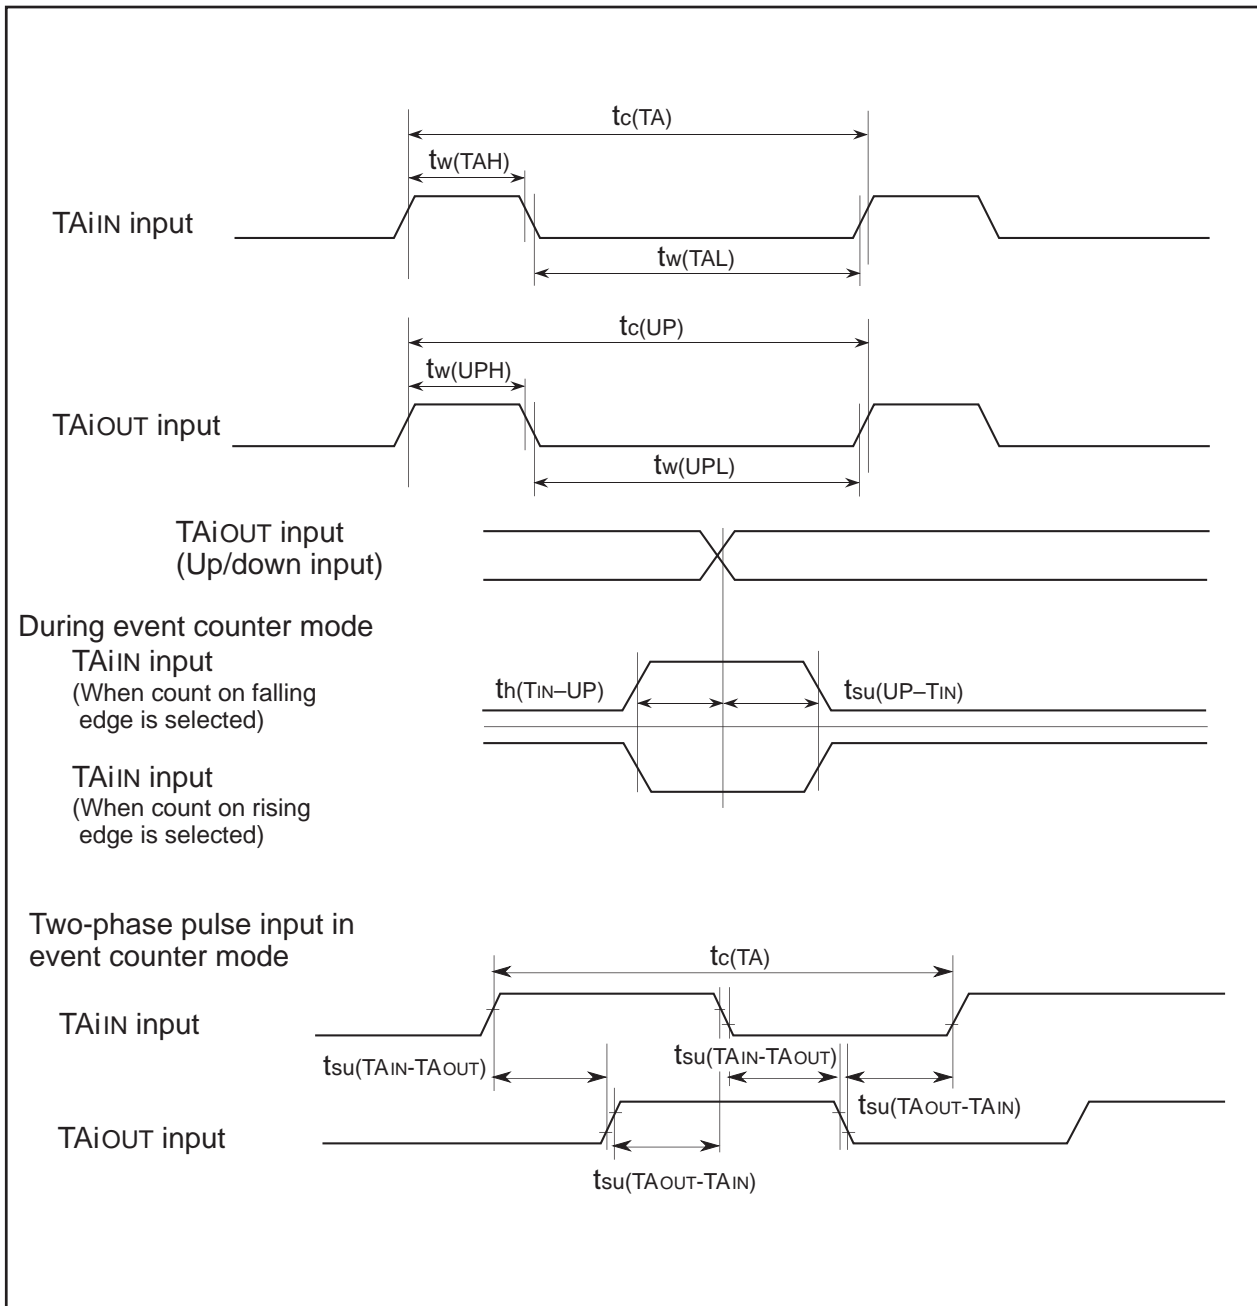 tc(TA)
tw(TAH)
TAiIN input
tw(TAL)
tc(UP)
tw(UPH)
TAiOUT input
tw(UPL)
TAiOUT input
(Up/down input)
During event counter mode
TAiIN input
(When count on falling
edge is selected)
th(TIN–UP)
tsu(UP–TIN)
TAiIN input
(When count on rising
edge is selected)
Two-phase pulse input in
event counter mode
tc(TA)
TAiIN input
tsu(TAIN-TAOUT)
tsu(TAIN-TAOUT)
tsu(TAOUT-TAIN)
TAiOUT input
tsu(TAOUT-TAIN)